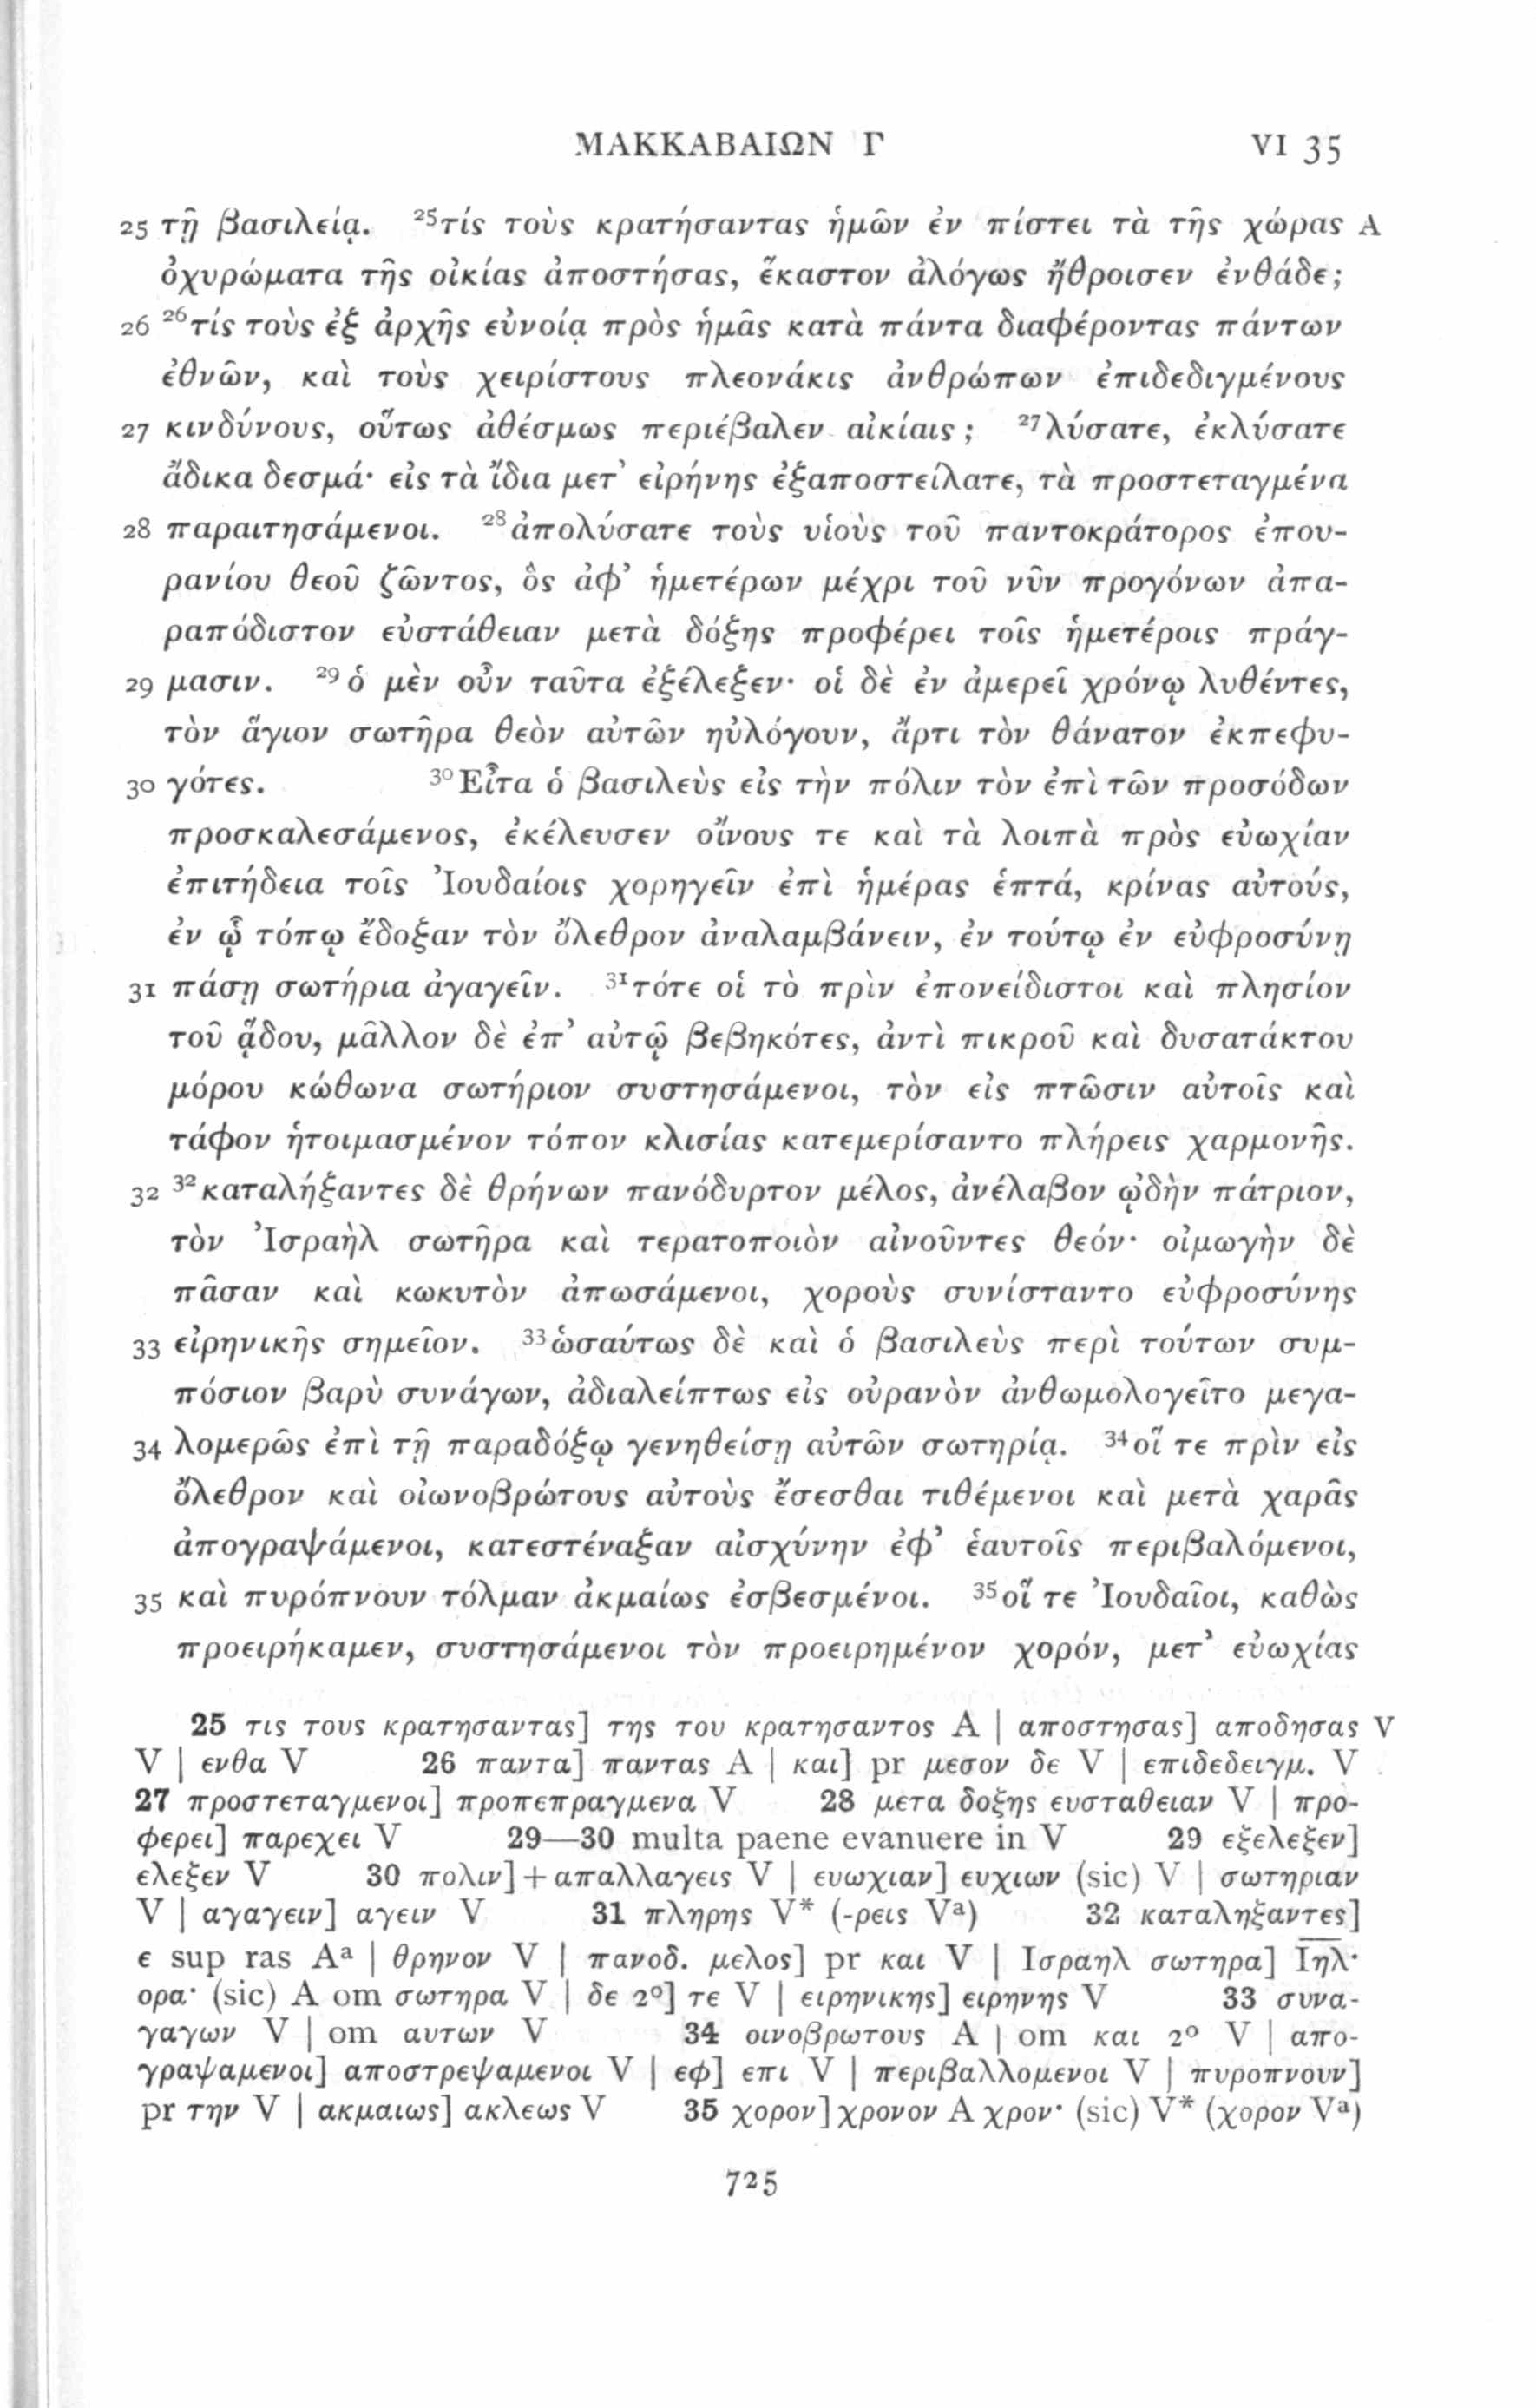 ΜΑΚΚΑΒΑΙΩΝ Γ VI 35
25 τῇ βασιλείᾳ. ²⁵τίς τοὺς κρατήσαντας ἡμῶν ἐν πίστει τὰ τῆς χώρας A
ὀχυρώματα τῆς οἰκίας ἀποστήσας, ἕκαστον ἀλόγως ἤθροισεν ἐνθάδε;
26 ²⁶τίς τοὺς ἐξ ἀρχῆς εὐνοίᾳ πρὸς ἡμᾶς κατὰ πάντα διαφέροντας πάντων
ἐθνῶν, καὶ τοὺς χειρίστους πλεονάκις ἀνθρώπων ἐπιδεδιγμένους
27 κινδύνους, οὕτως ἀθέσμως περιέβαλεν αἰκίαις; ²⁷λύσατε, ἐκλύσατε
ἄδικα δεσμά· εἰς τὰ ἴδια μετ᾽ εἰρήνης ἐξαποστείλατε, τὰ προστεταγμένα
28 παραιτησάμενοι. ²⁸ἀπολύσατε τοὺς υἱοὺς τοῦ παντοκράτορος ἐπου-
ρανίου θεοῦ ζῶντος, ὃς ἀφ᾽ ἡμετέρων μέχρι τοῦ νῦν προγόνων ἀπα-
ραπόδιστον εὐστάθειαν μετὰ δόξης προφέρει τοῖς ἡμετέροις πράγ-
29 μασιν. ²⁹ὁ μὲν οὖν ταῦτα ἐξέλεξεν· οἱ δὲ ἐν ἀμερεῖ χρόνῳ λυθέντες,
τὸν ἅγιον σωτῆρα θεὸν αὐτῶν ηὐλόγουν, ἄρτι τὸν θάνατον ἐκπεφυ-
30 γότες. ³⁰Εἶτα ὁ βασιλεὺς εἰς τὴν πόλιν τὸν ἐπὶ τῶν προσόδων
προσκαλεσάμενος, ἐκέλευσεν οἴνους τε καὶ τὰ λοιπὰ πρὸς εὐωχίαν
ἐπιτήδεια τοῖς Ἰουδαίοις χορηγεῖν ἐπὶ ἡμέρας ἑπτά, κρίνας αὐτούς,
ἐν ᾧ τόπῳ ἔδοξαν τὸν ὄλεθρον ἀναλαμβάνειν, ἐν τούτῳ ἐν εὐφροσύνῃ
31 πάσῃ σωτήρια ἀγαγεῖν. ³¹τότε οἱ τὸ πρὶν ἐπονείδιστοι καὶ πλησίον
τοῦ ᾅδου, μᾶλλον δὲ ἐπ᾽ αὐτῷ βεβηκότες, ἀντὶ πικροῦ καὶ δυσατάκτου
μόρου κώθωνα σωτήριον συστησάμενοι, τὸν εἰς πτῶσιν αὐτοῖς καὶ
τάφον ἡτοιμασμένον τόπον κλισίας κατεμερίσαντο πλήρεις χαρμονῆς.
32 ³²καταλήξαντες δὲ θρήνων πανόδυρτον μέλος, ἀνέλαβον ᾠδὴν πάτριον,
τὸν Ἰσραὴλ σωτῆρα καὶ τερατοποιὸν αἰνοῦντες θεόν· οἰμωγὴν δὲ
πᾶσαν καὶ κωκυτὸν ἀπωσάμενοι, χοροὺς συνίσταντο εὐφροσύνης
33 εἰρηνικῆς σημεῖον. ³³ὡσαύτως δὲ καὶ ὁ βασιλεὺς περὶ τούτων συμ-
πόσιον βαρὺ συνάγων, ἀδιαλείπτως εἰς οὐρανὸν ἀνθωμολογεῖτο μεγα-
34 λομερῶς ἐπὶ τῇ παραδόξῳ γενηθείσῃ αὐτῶν σωτηρίᾳ. ³⁴οἵ τε πρὶν εἰς
ὄλεθρον καὶ οἰωνοβρώτους αὐτοὺς ἔσεσθαι τιθέμενοι καὶ μετὰ χαρᾶς
ἀπογραψάμενοι, κατεστέναξαν αἰσχύνην ἐφ᾽ ἑαυτοῖς περιβαλόμενοι,
35 καὶ πυρόπνουν τόλμαν ἀκμαίως ἐσβεσμένοι. ³⁵οἵ τε Ἰουδαῖοι, καθὼς
προειρήκαμεν, συστησάμενοι τὸν προειρημένον χορόν, μετ᾽ εὐωχίας
25 τις τους κρατησαντας] της του κρατησαντος A | αποστησας] αποδησας V
V | ενθα V 26 παντα] παντας A | και] pr μεσον δε V | επιδεδειγμ. V
27 προστεταγμενοι] προπεπραγμενα V 28 μετα δοξης ευσταθειαν V | προ-
φερει] παρεχει V 29—30 multa paene evanuere in V 29 εξελεξεν]
ελεξεν V 30 πολιν]+απαλλαγεις V | ευωχιαν] ευχιων (sic) V | σωτηριαν
V | αγαγειν] αγειν V 31 πληρης V* (-ρεις Vᵃ) 32 καταληξαντες]
ε sup ras Aᵃ | θρηνον V | πανοδ. μελος] pr και V | Ισραηλ σωτηρα] Ιηλ·
ορα· (sic) A om σωτηρα V | δε 2º] τε V | ειρηνικης] ειρηνης V 33 συνα-
γαγων V | om αυτων V 34 οινοβρωτους A | om και 2º V | απο-
γραψαμενοι] αποστρεψαμενοι V | εφ] επι V | περιβαλλομενοι V | πυροπνουν]
pr την V | ακμαιως] ακλεως V 35 χορον] χρονον A χρον· (sic) V* (χορον Vᵃ)
725